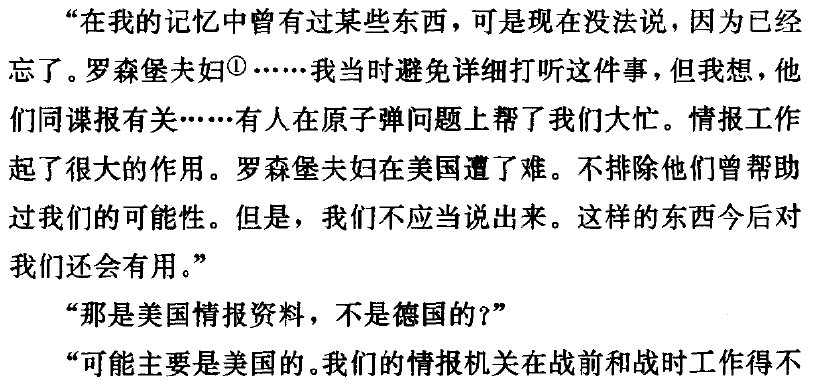 “在我的记忆中曾有过某些东西，可是现在没法说，因为已经
忘了。罗森堡夫妇①……我当时避免详细打听这件事，但我想，他
们同谍报有关……有人在原子弹问题上帮了我们大忙。情报工作
起了很大的作用。罗森堡夫妇在美国遭了难。不排除他们曾帮助
过我们的可能性。但是，我们不应当说出来。这样的东西今后对
我们还会有用。”
“那是美国情报资料，不是德国的？”
“可能主要是美国的。我们的情报机关在战前和战时工作得不